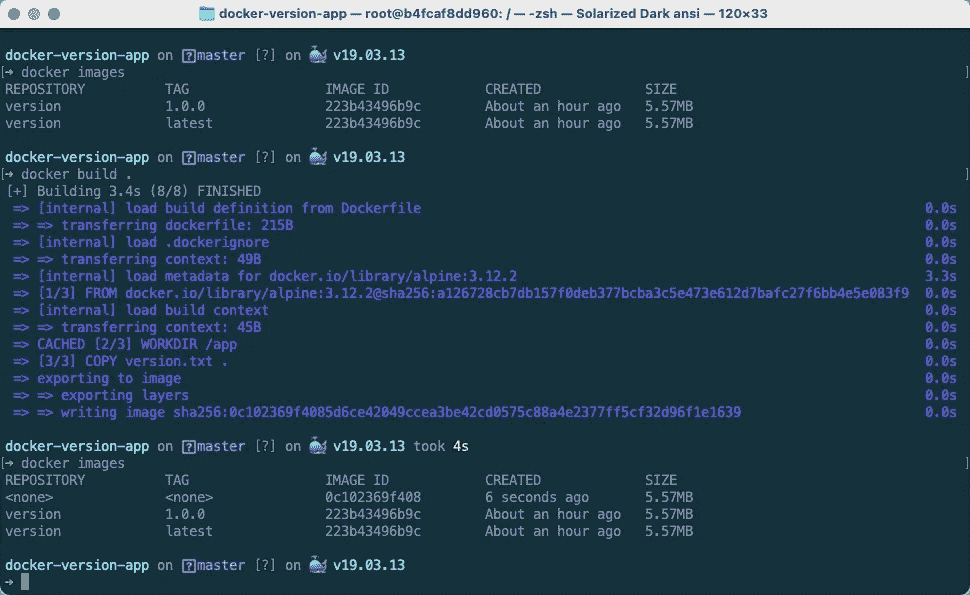 docker-version-app — root@b4fcaf8dd960: / — -zsh — Solarized Dark ansi — 120×33
docker-version-app on [?]master [?] on 🐳 v19.03.13
[→ docker images ]
REPOSITORY TAG IMAGE ID CREATED SIZE
version 1.0.0 223b43496b9c About an hour ago 5.57MB
version latest 223b43496b9c About an hour ago 5.57MB
docker-version-app on [?]master [?] on 🐳 v19.03.13
[→ docker build . ]
[+] Building 3.4s (8/8) FINISHED
=> [internal] load build definition from Dockerfile 0.0s
=> => transferring dockerfile: 215B 0.0s
=> [internal] load .dockerignore 0.0s
=> => transferring context: 49B 0.0s
=> [internal] load metadata for docker.io/library/alpine:3.12.2 3.3s
=> [1/3] FROM docker.io/library/alpine:3.12.2@sha256:a126728cb7db157f0deb377bcba3c5e473e612d7bafc27f6bb4e5e083f9 0.0s
=> [internal] load build context 0.0s
=> => transferring context: 45B 0.0s
=> CACHED [2/3] WORKDIR /app 0.0s
=> [3/3] COPY version.txt . 0.0s
=> exporting to image 0.0s
=> => exporting layers 0.0s
=> => writing image sha256:0c102369f4085d6ce42049ccea3be42cd0575c88a4e2377ff5cf32d96f1e1639 0.0s
docker-version-app on [?]master [?] on 🐳 v19.03.13 took 4s
[→ docker images ]
REPOSITORY TAG IMAGE ID CREATED SIZE
<none> <none> 0c102369f408 6 seconds ago 5.57MB
version 1.0.0 223b43496b9c About an hour ago 5.57MB
version latest 223b43496b9c About an hour ago 5.57MB
docker-version-app on [?]master [?] on 🐳 v19.03.13
→